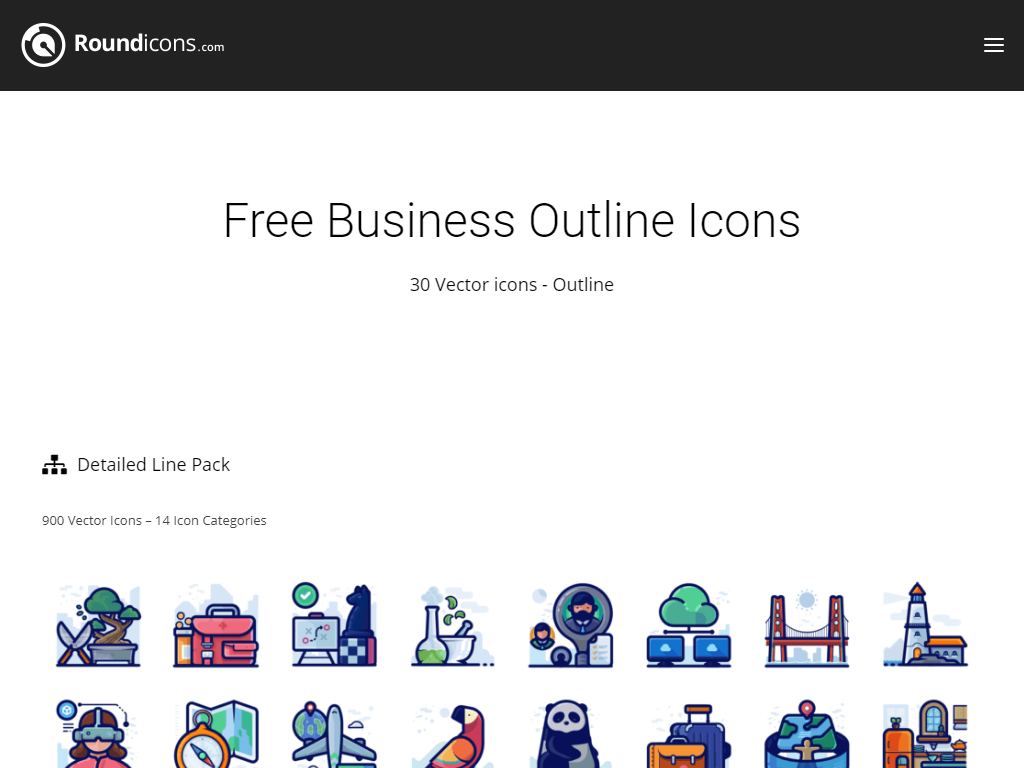 Roundicons.com
Free Business Outline Icons
30 Vector icons - Outline
Detailed Line Pack
900 Vector Icons – 14 Icon Categories